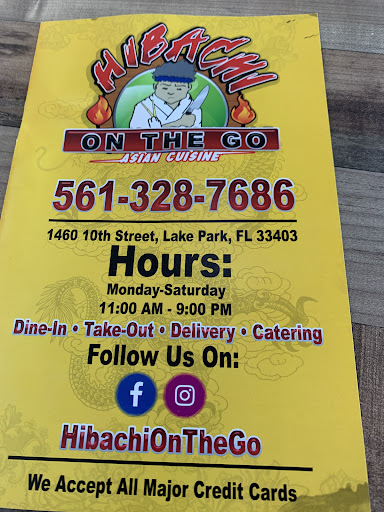 HIBACHI
ON THE GO
ASIAN CUISINE
561-328-7686
1460 10th Street, Lake Park, FL 33403
Hours:
Monday-Saturday
11:00 AM - 9:00 PM
Dine-In • Take-Out • Delivery • Catering
Follow Us On:
HibachiOnTheGo
We Accept All Major Credit Cards